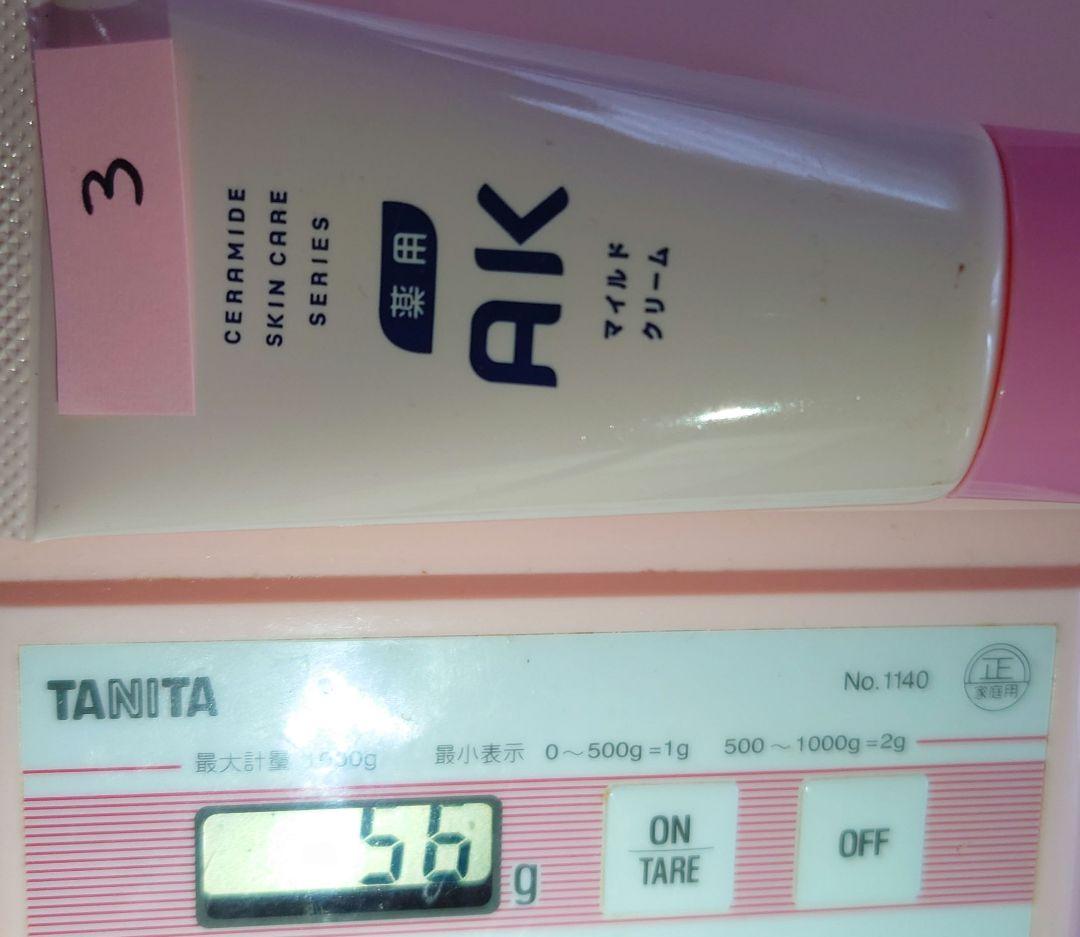 3
CERAMIDE
SKIN CARE
SERIES
薬用
AK
マイルド
クリーム
TANITA
No.1140
正
家庭用
最大計量 1000g
最小表示 0～500g=1g 500～1000g=2g
56 g
ON
TARE
OFF